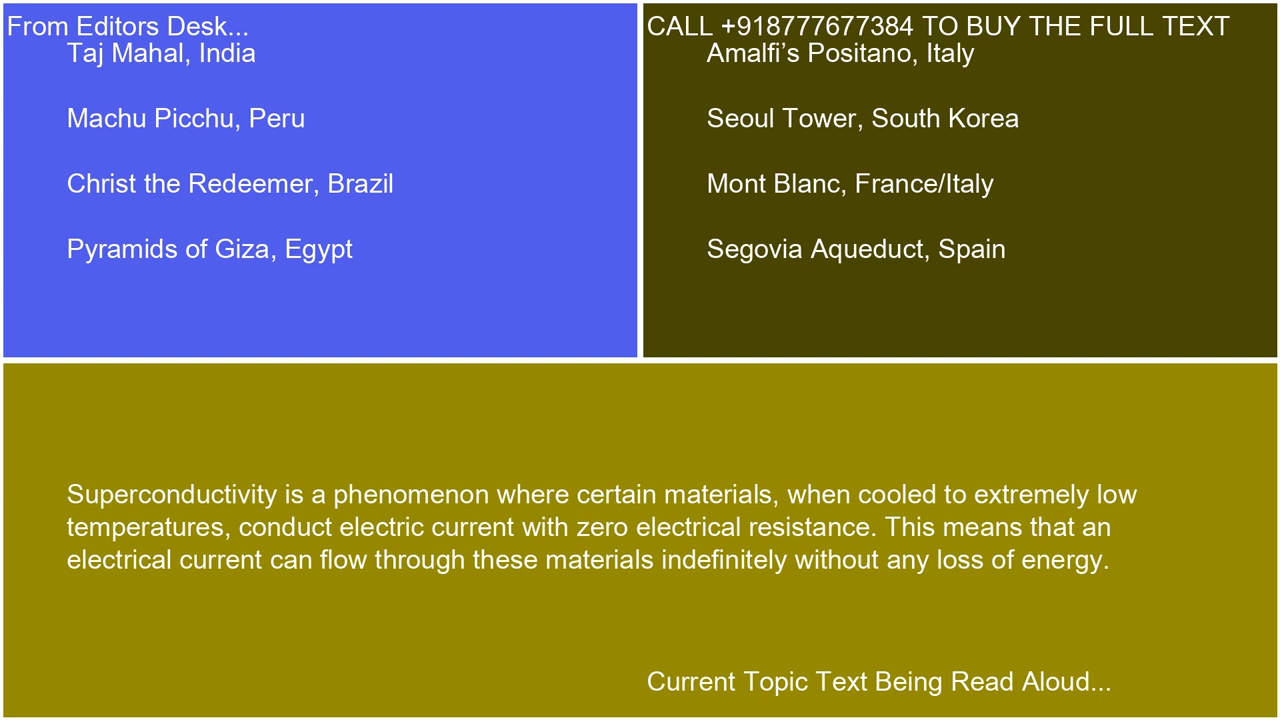 From Editors Desk...
Taj Mahal, India
Machu Picchu, Peru
Christ the Redeemer, Brazil
Pyramids of Giza, Egypt
CALL +918777677384 TO BUY THE FULL TEXT
Amalfi’s Positano, Italy
Seoul Tower, South Korea
Mont Blanc, France/Italy
Segovia Aqueduct, Spain
Superconductivity is a phenomenon where certain materials, when cooled to extremely low
temperatures, conduct electric current with zero electrical resistance. This means that an
electrical current can flow through these materials indefinitely without any loss of energy.
Current Topic Text Being Read Aloud...